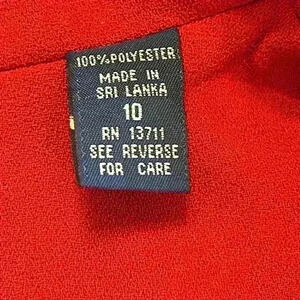 100% POLYESTER
MADE IN
SRI LANKA
10
RN 13711
SEE REVERSE
FOR CARE